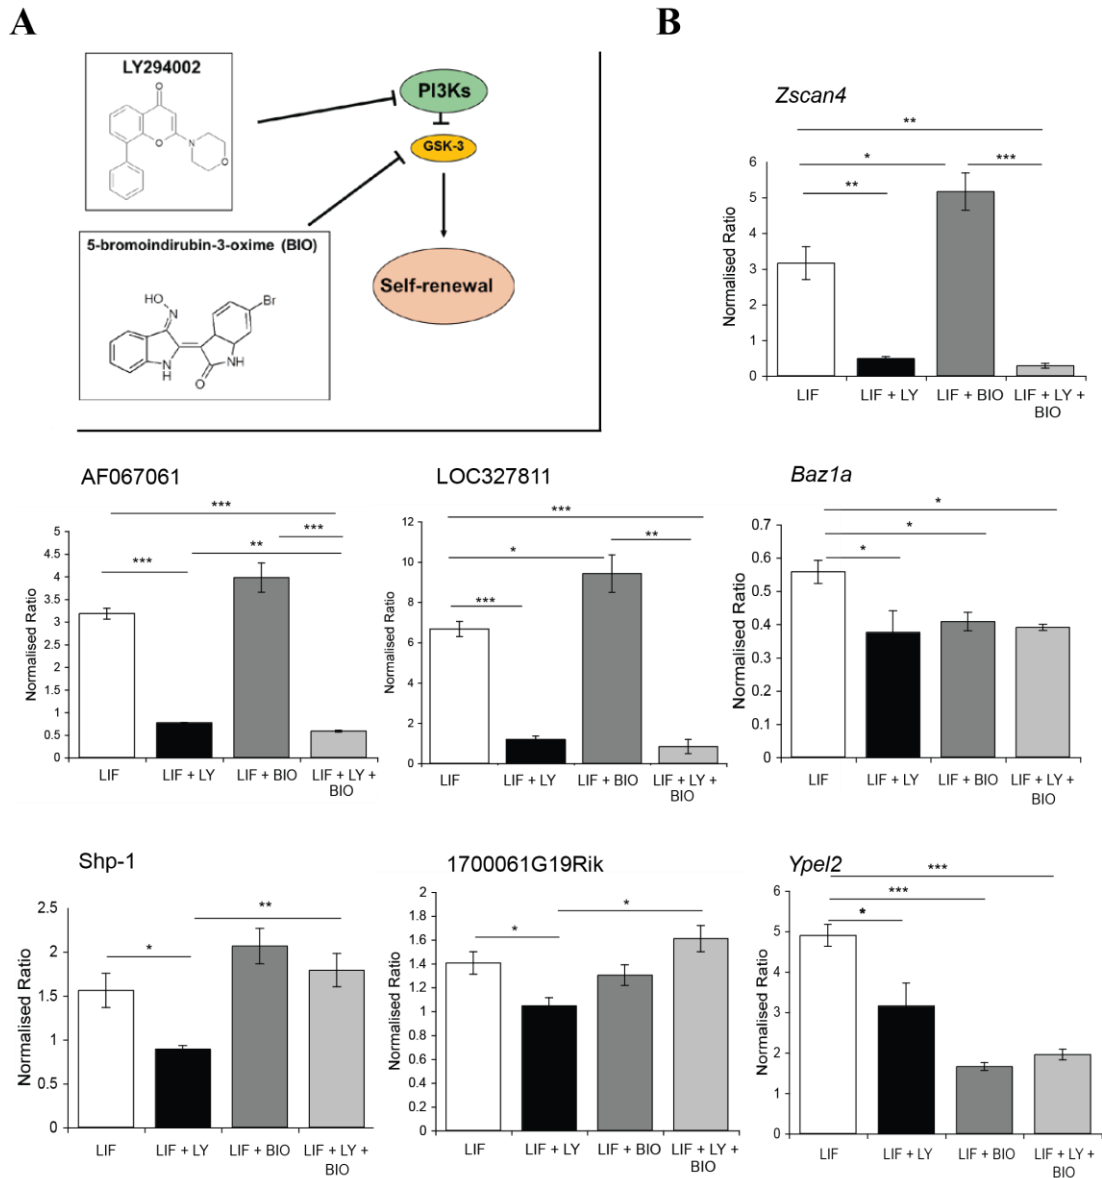 A
B
LY294002
O
O
N
O
PI3Ks
GSK-3
Self-renewal
5-bromoindirubin-3-oxime (BIO)
HO
N
Br
N
H
O
NH
Zscan4
**
*
***
**
Normalised Ratio
6
5
4
3
2
1
0
LIF
LIF + LY
LIF + BIO
LIF + LY +
BIO
AF067061
***
***
**
***
Normalised Ratio
5
4.5
4
3.5
3
2.5
2
1.5
1
0.5
0
LIF
LIF + LY
LIF + BIO
LIF + LY +
BIO
LOC327811
***
**
*
***
Normalised Ratio
12
10
8
6
4
2
0
LIF
LIF + LY
LIF + BIO
LIF + LY +
BIO
Baz1a
*
*
*
Normalised Ratio
0.7
0.6
0.5
0.4
0.3
0.2
0.1
0
LIF
LIF + LY
LIF + BIO
LIF + LY +
BIO
Shp-1
**
*
Normalised Ratio
2.5
2
1.5
1
0.5
0
LIF
LIF + LY
LIF + BIO
LIF + LY +
BIO
1700061G19Rik
*
*
Normalised Ratio
2
1.8
1.6
1.4
1.2
1
0.8
0.6
0.4
0.2
0
LIF
LIF + LY
LIF + BIO
LIF + LY +
BIO
Ypel2
***
***
*
Normalised Ratio
6
5
4
3
2
1
0
LIF
LIF + LY
LIF + BIO
LIF + LY +
BIO